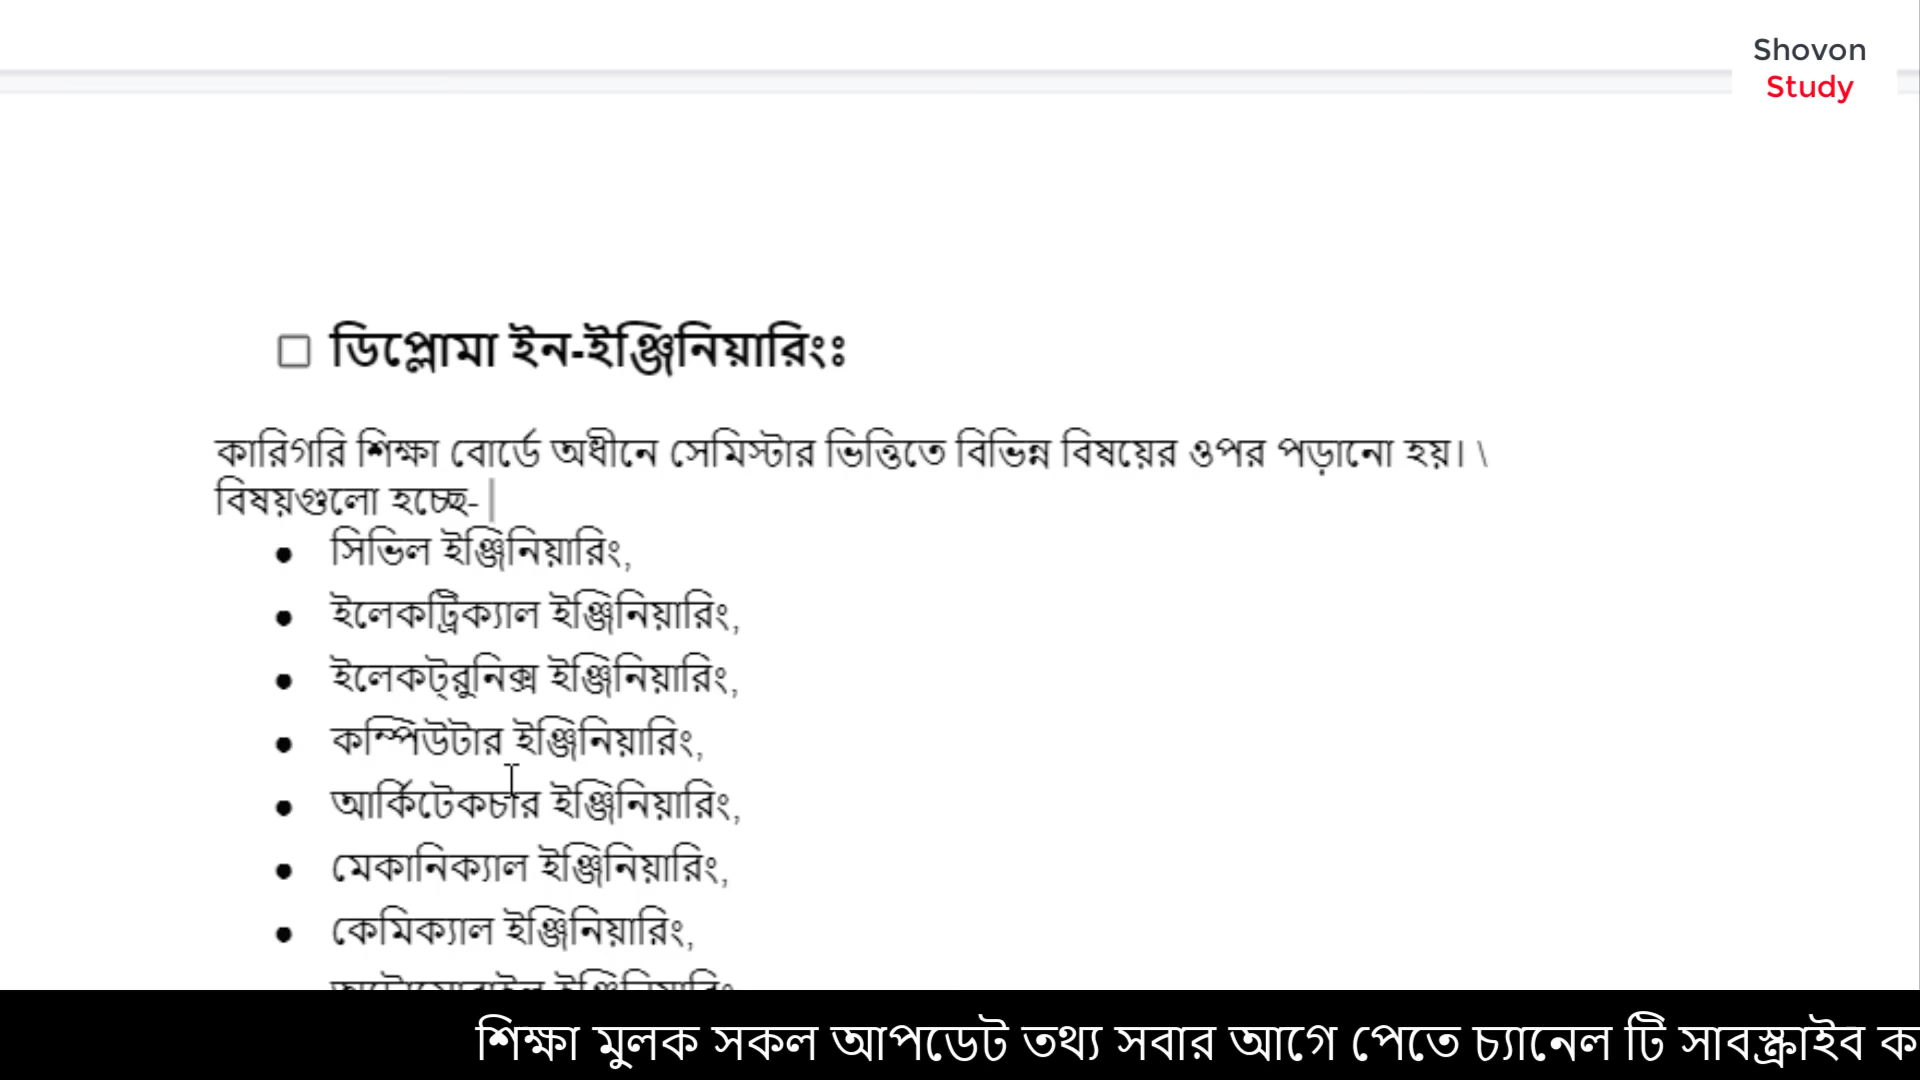 Shovon
Study
ডিপ্লোমা ইন-ইঞ্জিনিয়ারিংঃ
কারিগরি শিক্ষা বোর্ডে অধীনে সেমিস্টার ভিত্তিতে বিভিন্ন বিষয়ের ওপর পড়ানো হয়। \
বিষয়গুলো হচ্ছে-
● সিভিল ইঞ্জিনিয়ারিং,
● ইলেকট্রিক্যাল ইঞ্জিনিয়ারিং,
● ইলেকট্রুনিক্স ইঞ্জিনিয়ারিং,
● কম্পিউটার ইঞ্জিনিয়ারিং,
● আর্কিটেকচার ইঞ্জিনিয়ারিং,
● মেকানিক্যাল ইঞ্জিনিয়ারিং,
● কেমিক্যাল ইঞ্জিনিয়ারিং,
শিক্ষা মুলক সকল আপডেট তথ্য সবার আগে পেতে চ্যানেল টি সাবস্ক্রাইব ক